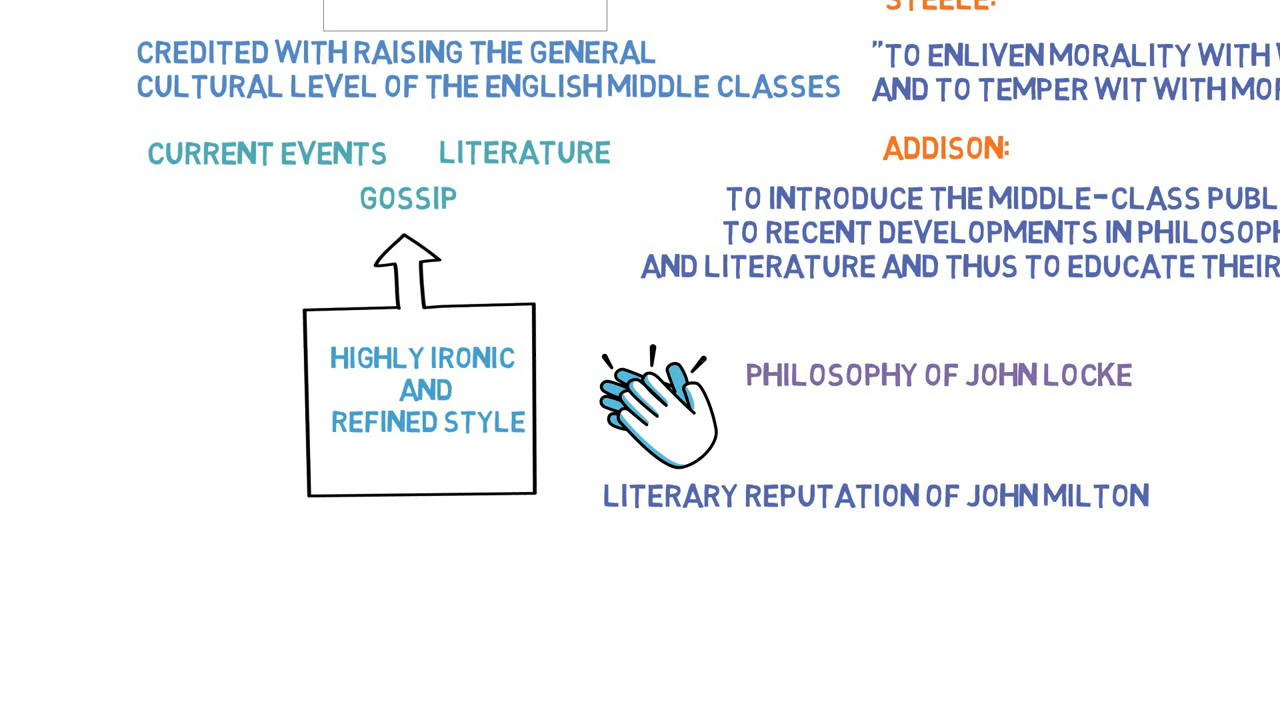 STEELE:
CREDITED WITH RAISING THE GENERAL
CULTURAL LEVEL OF THE ENGLISH MIDDLE CLASSES
"TO ENLIVEN MORALITY WITH
AND TO TEMPER WIT WITH
CURRENT EVENTS
LITERATURE
GOSSIP
ADDISON:
TO INTRODUCE THE MIDDLE-CLASS
TO RECENT DEVELOPMENTS IN
AND LITERATURE AND THUS TO EDUCATE THEIR
HIGHLY IRONIC
AND
REFINED STYLE
PHILOSOPHY OF JOHN LOCKE
LITERARY REPUTATION OF JOHN MILTON